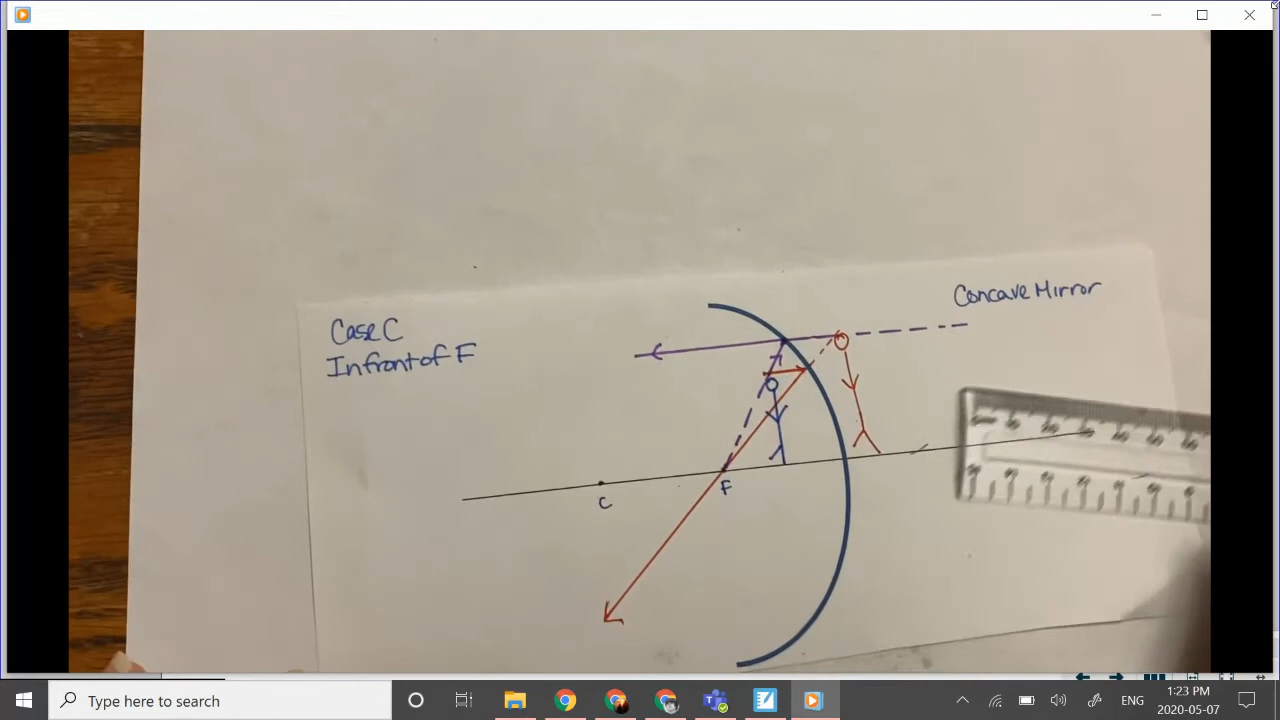 Case C
Infront of F
Concave Mirror
C
F
Type here to search
ENG
1:23 PM
2020-05-07